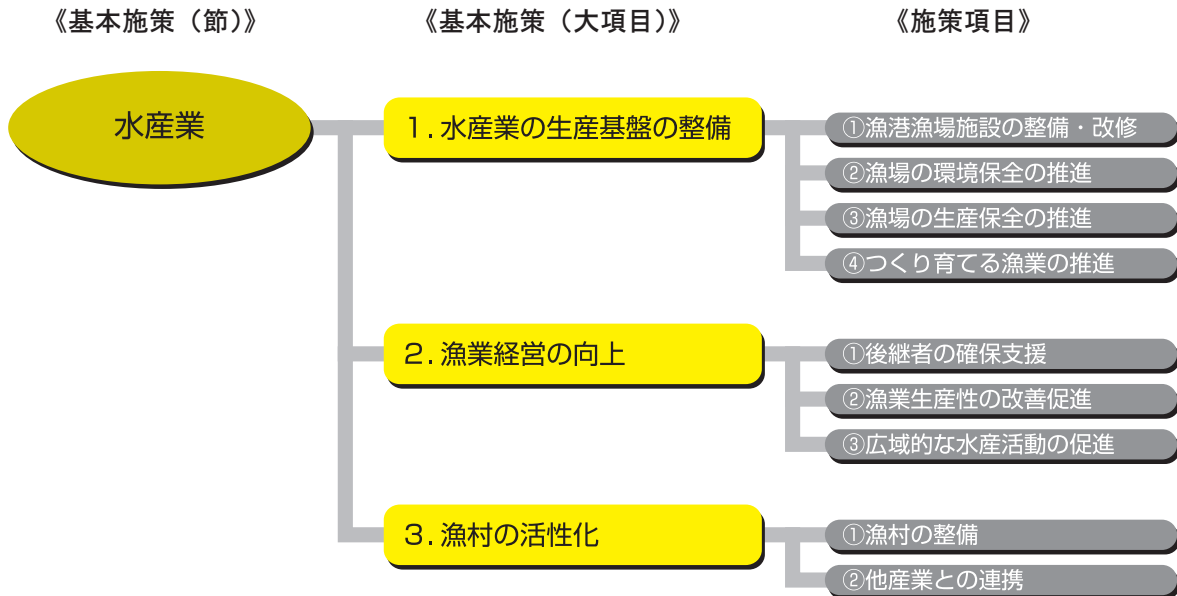 《基本施策（節）》 《基本施策（大項目）》 《施策項目》
水産業
1. 水産業の生産基盤の整備
①漁港漁場施設の整備・改修
②漁場の環境保全の推進
③漁場の生産保全の推進
④つくり育てる漁業の推進
2. 漁業経営の向上
①後継者の確保支援
②漁業生産性の改善促進
③広域的な水産活動の促進
3. 漁村の活性化
①漁村の整備
②他産業との連携